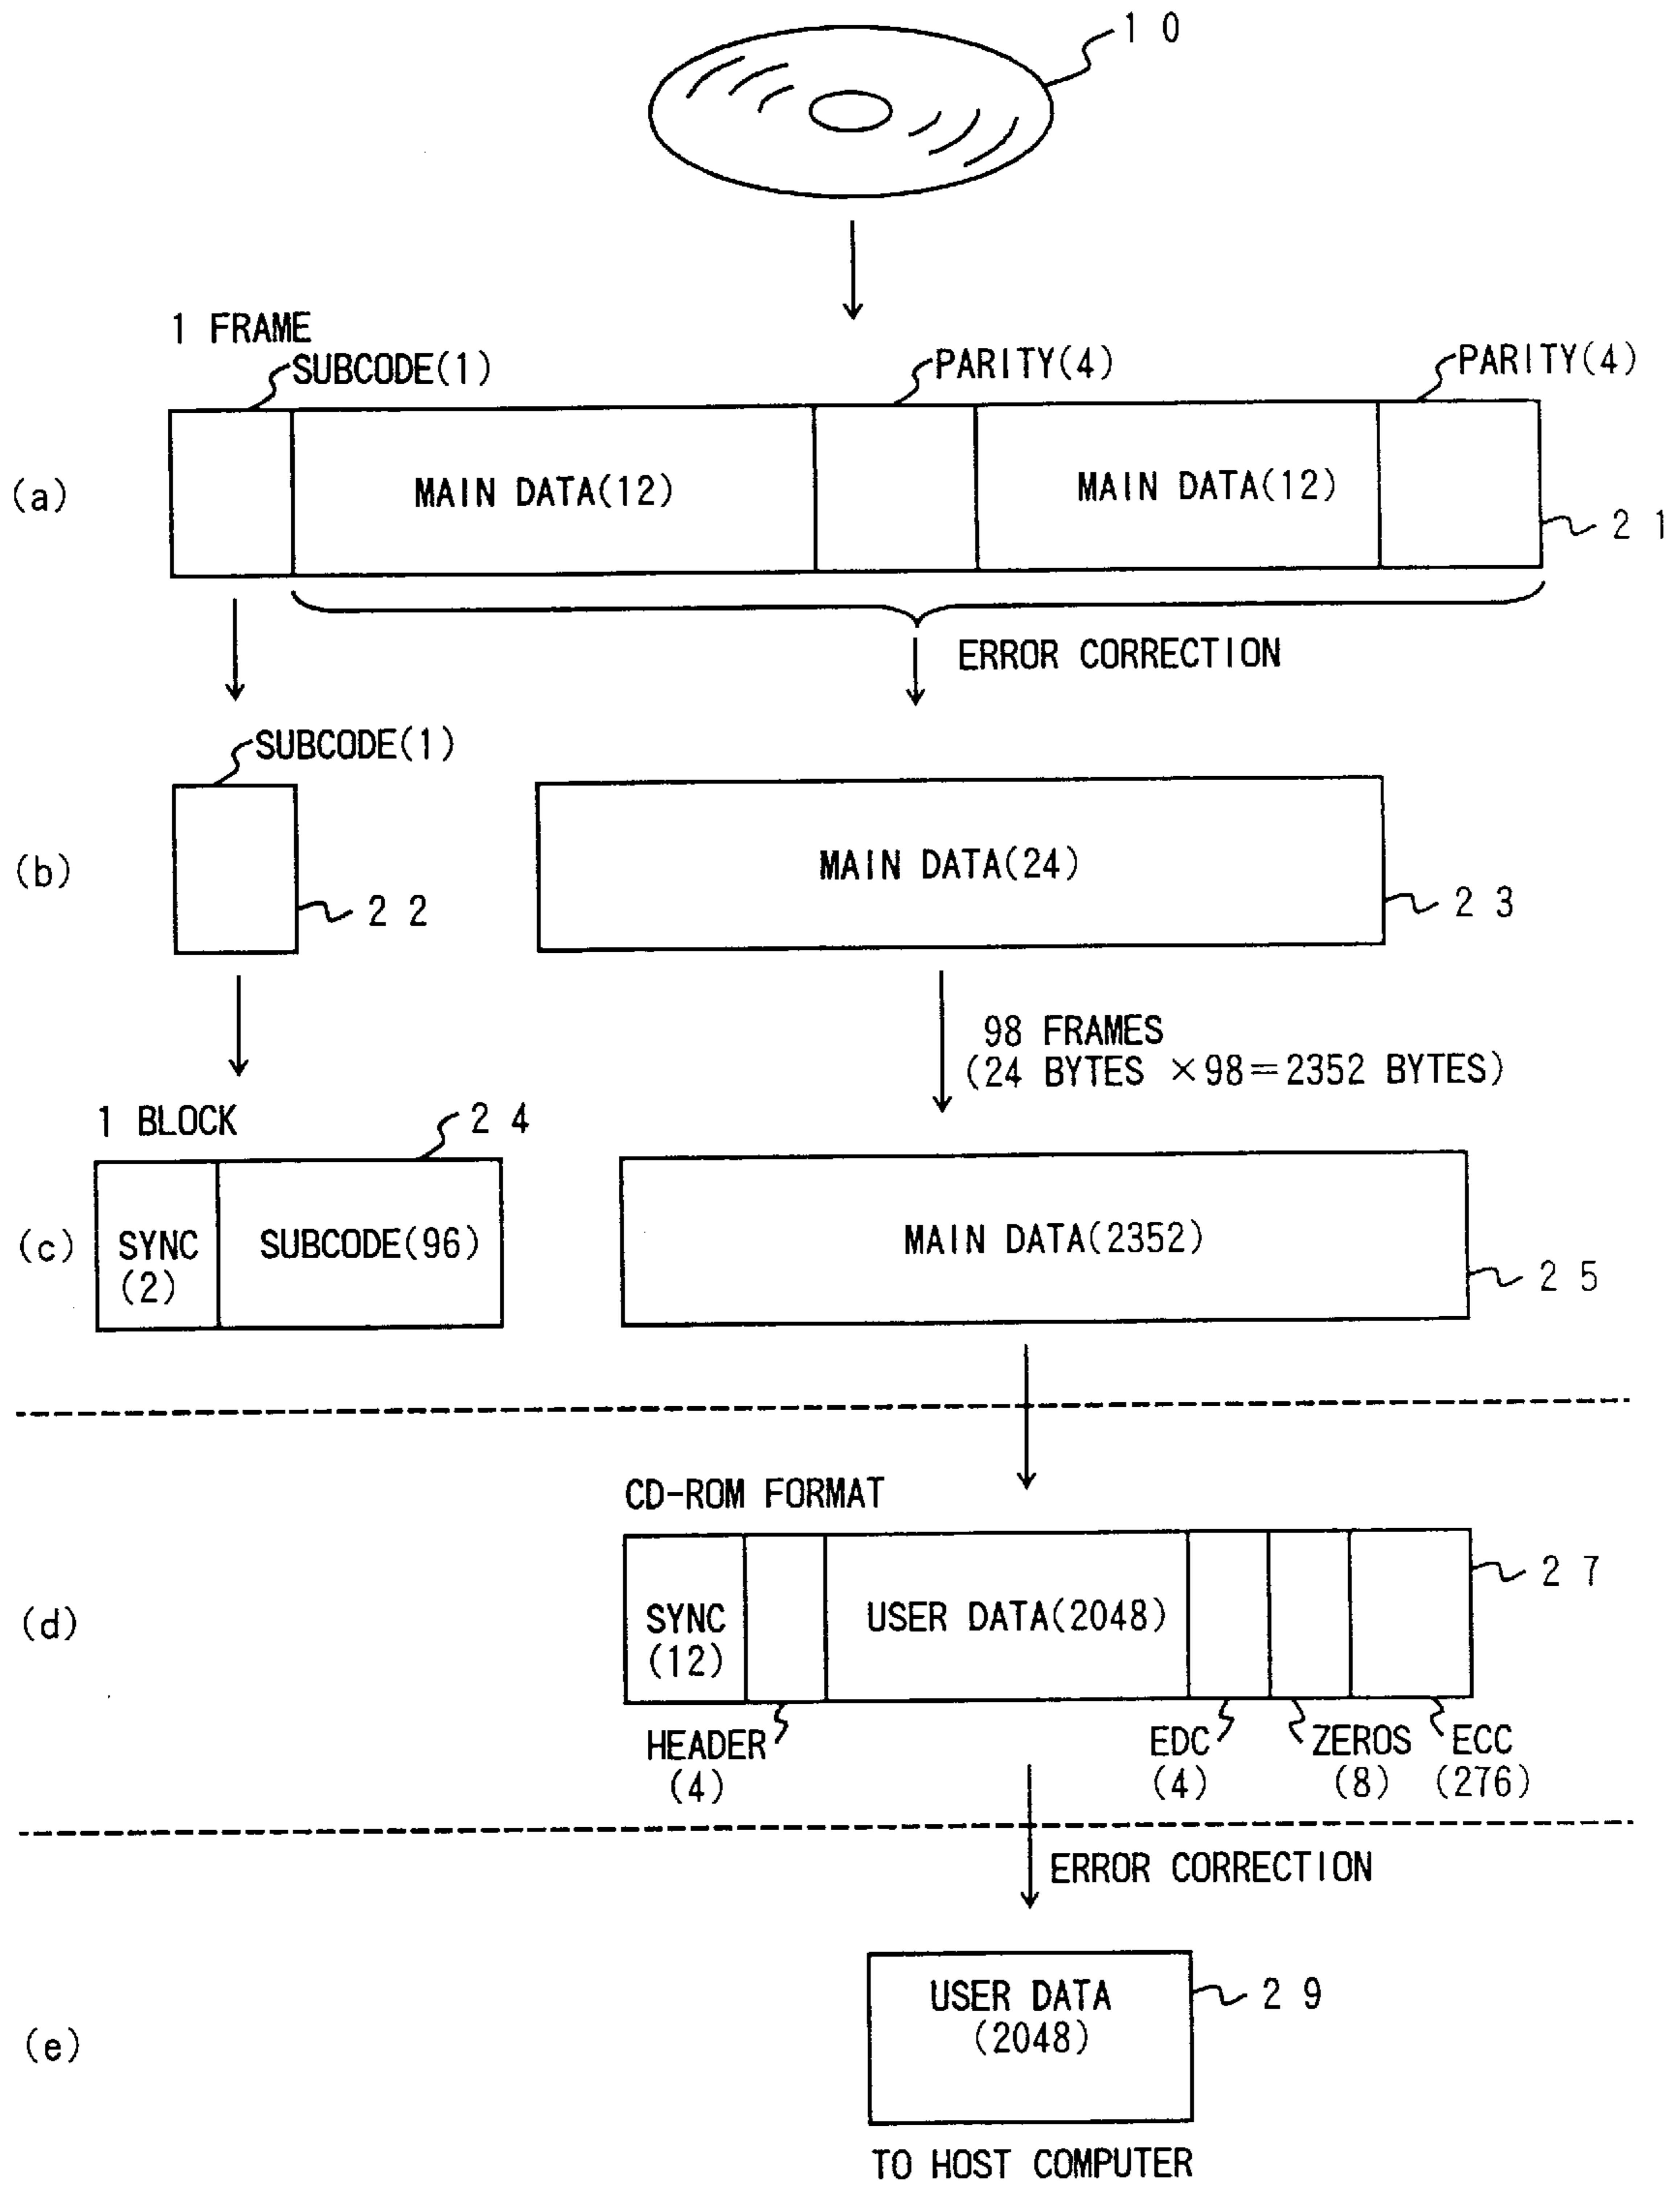 10
1 FRAME
SUBCODE(1)
PARITY(4)
PARITY(4)
(a)
MAIN DATA(12)
MAIN DATA(12)
21
ERROR CORRECTION
SUBCODE(1)
(b)
22
MAIN DATA(24)
23
98 FRAMES
(24 BYTES ×98=2352 BYTES)
1 BLOCK
24
(c)
SYNC
(2)
SUBCODE(96)
MAIN DATA(2352)
25
CD-ROM FORMAT
27
(d)
SYNC
(12)
USER DATA(2048)
HEADER
(4)
EDC
(4)
ZEROS
(8)
ECC
(276)
ERROR CORRECTION
(e)
USER DATA
(2048)
29
TO HOST COMPUTER